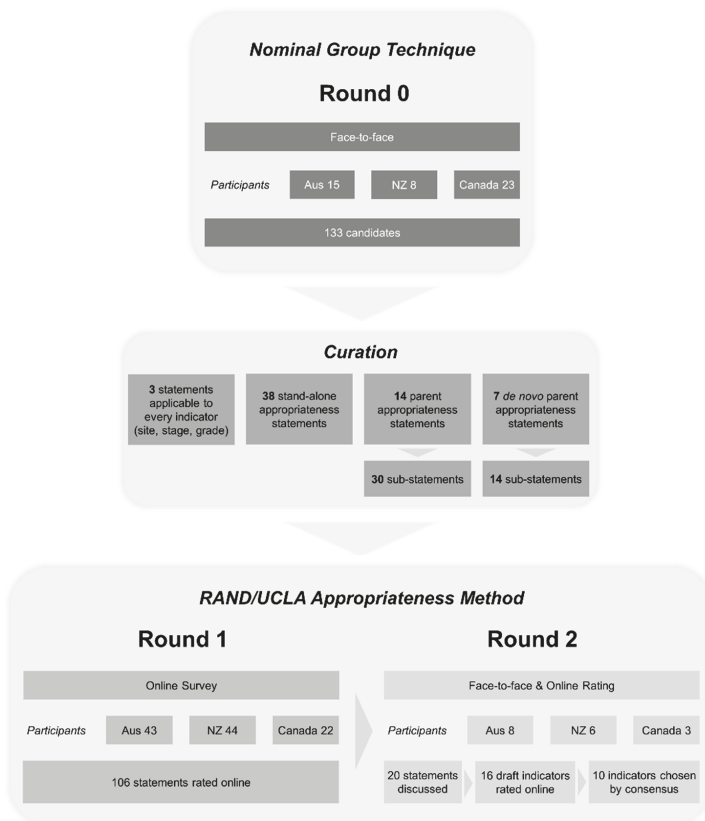 Nominal Group Technique
Round 0
Face-to-face
Participants
Aus 15
NZ 8
Canada 23
133 candidates
Curation
3 statements
applicable to
every indicator
(site, stage, grade)
38 stand-alone
appropriateness
statements
14 parent
appropriateness
statements
7 de novo parent
appropriateness
statements
30 sub-statements
14 sub-statements
RAND/UCLA Appropriateness Method
Round 1
Online Survey
Participants
Aus 43
NZ 44
Canada 22
106 statements rated online
Round 2
Face-to-face & Online Rating
Participants
Aus 8
NZ 6
Canada 3
20 statements
discussed
16 draft indicators
rated online
10 indicators chosen
by consensus